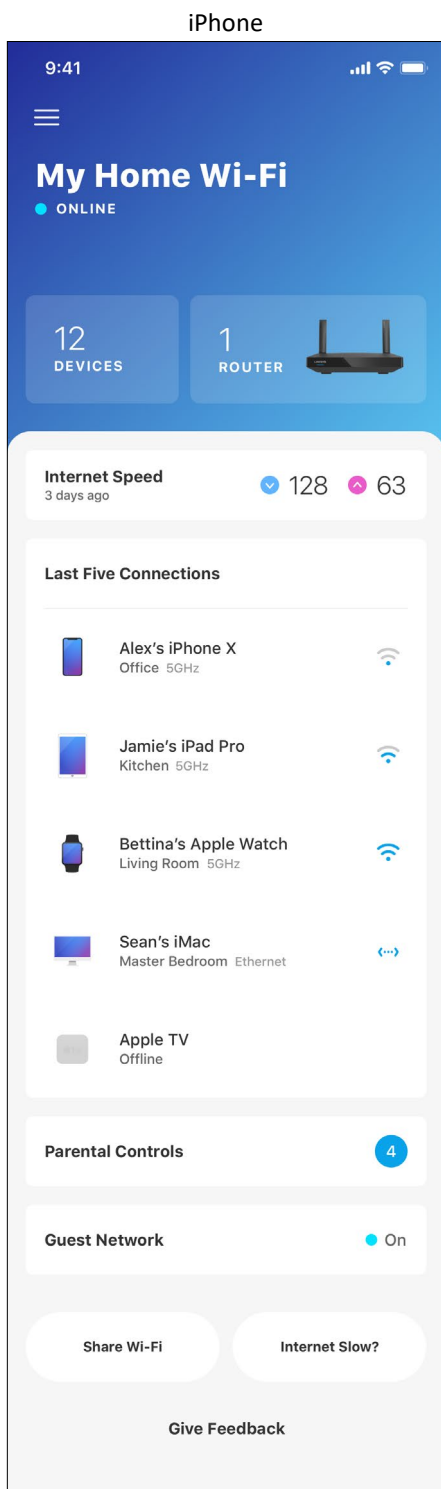 iPhone
9:41
My Home Wi-Fi
ONLINE
12
DEVICES
1
ROUTER
Internet Speed
3 days ago
128
63
Last Five Connections
Alex's iPhone X
Office 5GHz
Jamie's iPad Pro
Kitchen 5GHz
Bettina's Apple Watch
Living Room 5GHz
Sean's iMac
Master Bedroom Ethernet
Apple TV
Offline
Parental Controls
4
Guest Network
On
Share Wi-Fi
Internet Slow?
Give Feedback